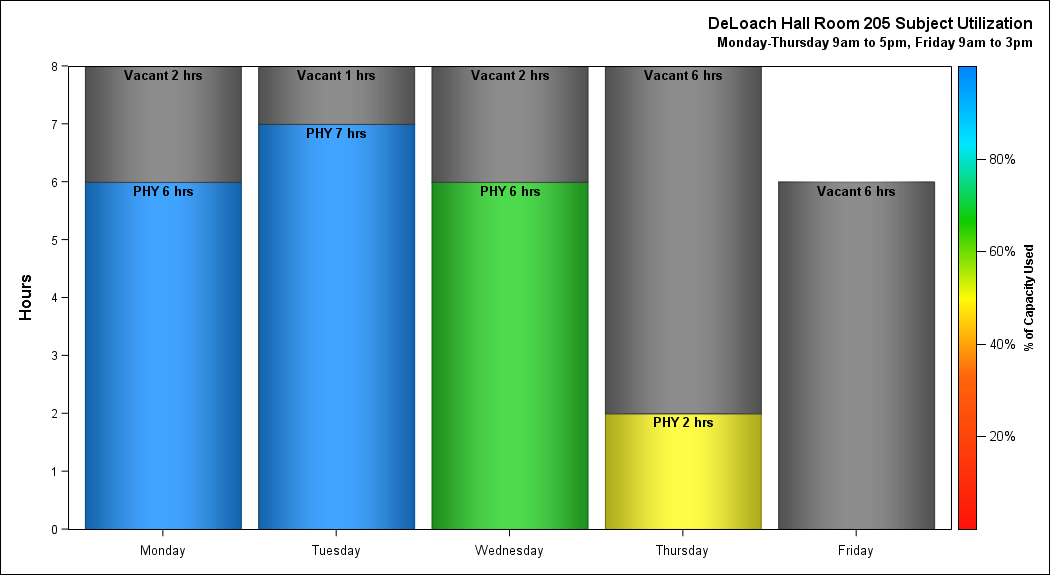 DeLoach Hall Room 205 Subject Utilization
Monday-Thursday 9am to 5pm, Friday 9am to 3pm
Hours
8
7
6
5
4
3
2
1
0
Vacant 2 hrs
PHY 6 hrs
Vacant 1 hrs
PHY 7 hrs
Vacant 2 hrs
PHY 6 hrs
Vacant 6 hrs
PHY 2 hrs
Vacant 6 hrs
Monday
Tuesday
Wednesday
Thursday
Friday
80%
60%
40%
20%
% of Capacity Used